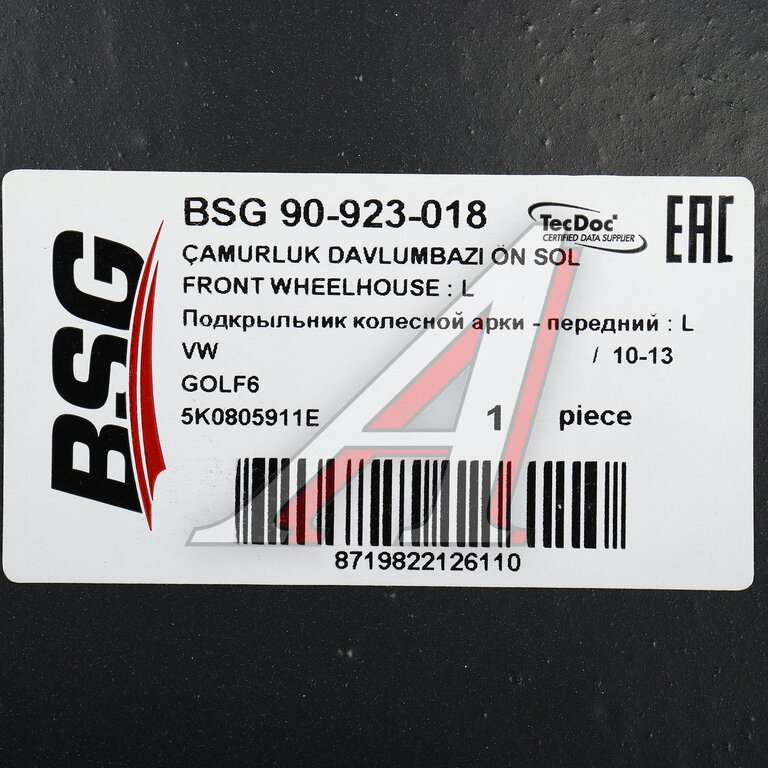 BSG
BSG 90-923-018
TecDoc®
CERTIFIED DATA SUPPLIER
EAC
ÇAMURLUK DAVLUMBAZI ÖN SOL
FRONT WHEELHOUSE : L
Подкрыльник колесной арки - передний : L
VW / 10-13
GOLF6
5K0805911E 1 piece
8719822126110